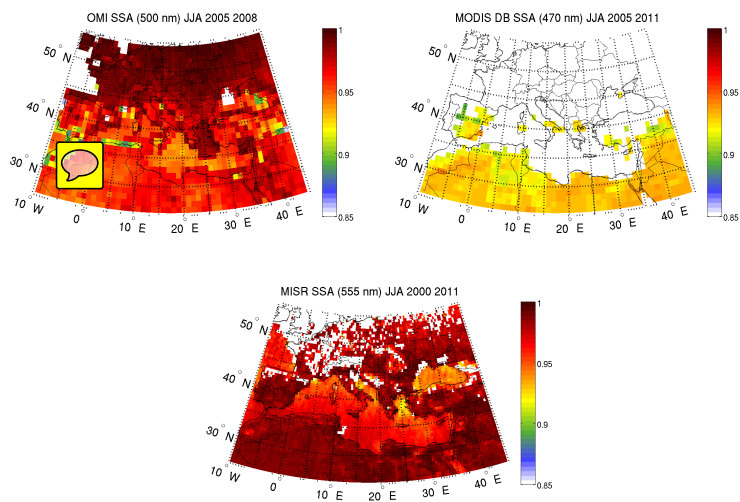 OMI SSA (500 nm) JJA 2005 2008
50° N
40° N
30° N
10° W
0°
10° E
20° E
30° E
40° E
1
0.95
0.9
0.85
MODIS DB SSA (470 nm) JJA 2005 2011
50° N
40° N
30° N
10° W
0°
10° E
20° E
30° E
40° E
1
0.95
0.9
0.85
MISR SSA (555 nm) JJA 2000 2011
50° N
40° N
30° N
10° W
0°
10° E
20° E
30° E
40° E
1
0.95
0.9
0.85